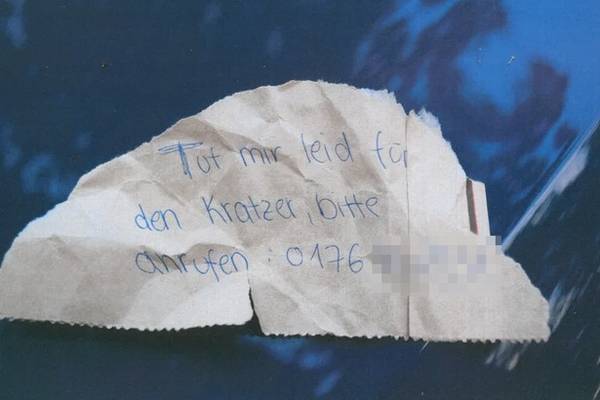 Tut mir leid für
den Kratzer, bitte
anrufen: 0176